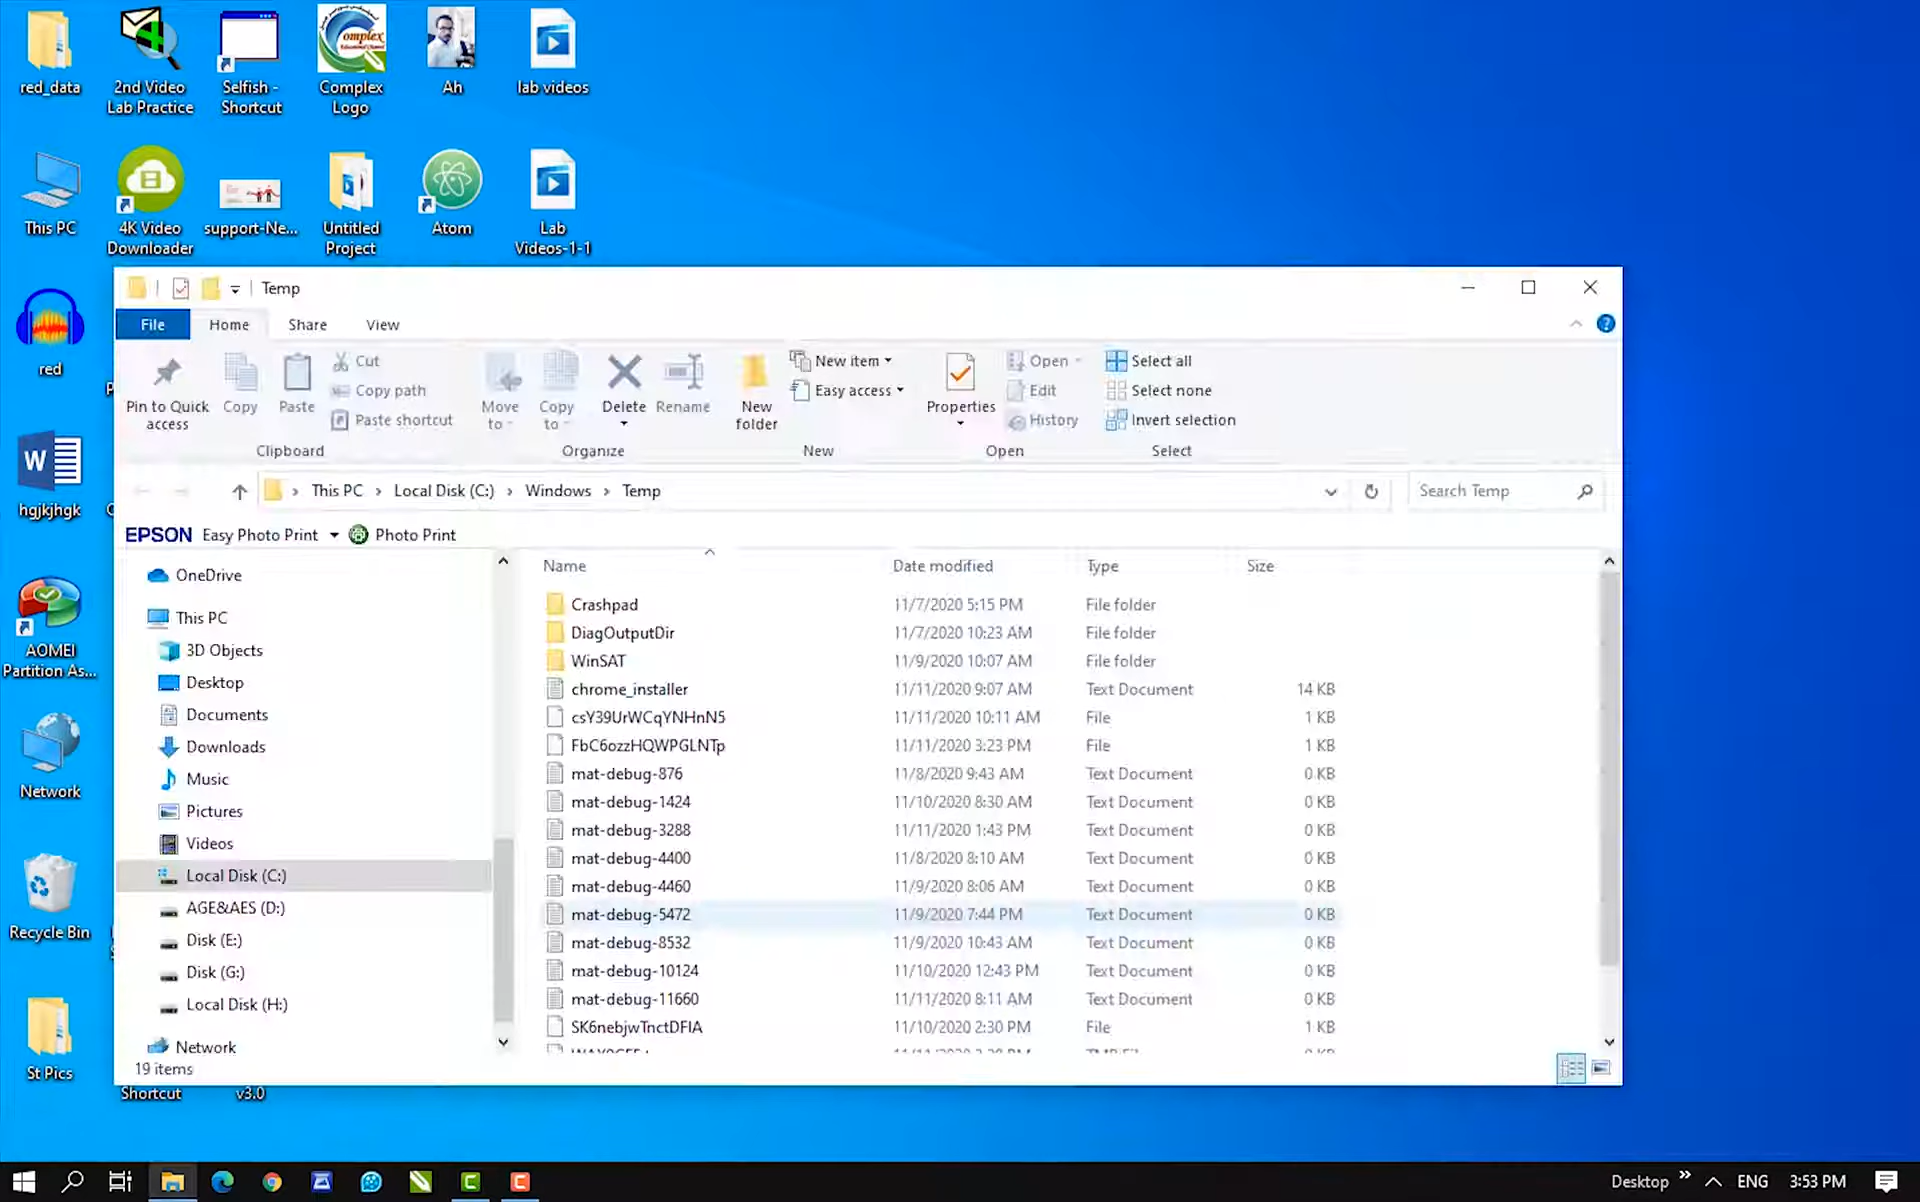 red_data
2nd Video
Lab Practice
Selfish -
Shortcut
Complex
Logo
Ah
lab videos
This PC
4K Video
Downloader
support-Ne...
Untitled
Project
Atom
Lab
Videos-1-1
red
hgjkjhgk
AOMEI
Partition As...
Network
Recycle Bin
St Pics
Shortcut
v3.0
Temp
File
Home
Share
View
Pin to Quick
access
Copy
Paste
Cut
Copy path
Paste shortcut
Clipboard
Move
to
Copy
to
Delete
Rename
Organize
New
folder
New item
Easy access
New
Properties
Open
Edit
History
Open
Select all
Select none
Invert selection
Select
This PC > Local Disk (C:) > Windows > Temp
Search Temp
EPSON Easy Photo Print Photo Print
OneDrive
This PC
3D Objects
Desktop
Documents
Downloads
Music
Pictures
Videos
Local Disk (C:)
AGE&AES (D:)
Disk (E:)
Disk (G:)
Local Disk (H:)
Network
Name Date modified Type Size
Crashpad 11/7/2020 5:15 PM File folder
DiagOutputDir 11/7/2020 10:23 AM File folder
WinSAT 11/9/2020 10:07 AM File folder
chrome_installer 11/11/2020 9:07 AM Text Document 14 KB
csY39UrWCqYNHnN5 11/11/2020 10:11 AM File 1 KB
FbC6ozzHQWPGLNTp 11/11/2020 3:23 PM File 1 KB
mat-debug-876 11/8/2020 9:43 AM Text Document 0 KB
mat-debug-1424 11/10/2020 8:30 AM Text Document 0 KB
mat-debug-3288 11/11/2020 1:43 PM Text Document 0 KB
mat-debug-4400 11/8/2020 8:10 AM Text Document 0 KB
mat-debug-4460 11/9/2020 8:06 AM Text Document 0 KB
mat-debug-5472 11/9/2020 7:44 PM Text Document 0 KB
mat-debug-8532 11/9/2020 10:43 AM Text Document 0 KB
mat-debug-10124 11/10/2020 12:43 PM Text Document 0 KB
mat-debug-11660 11/11/2020 8:11 AM Text Document 0 KB
SK6nebjwTnctDFIA 11/10/2020 2:30 PM File 1 KB
19 items
Desktop
ENG
3:53 PM